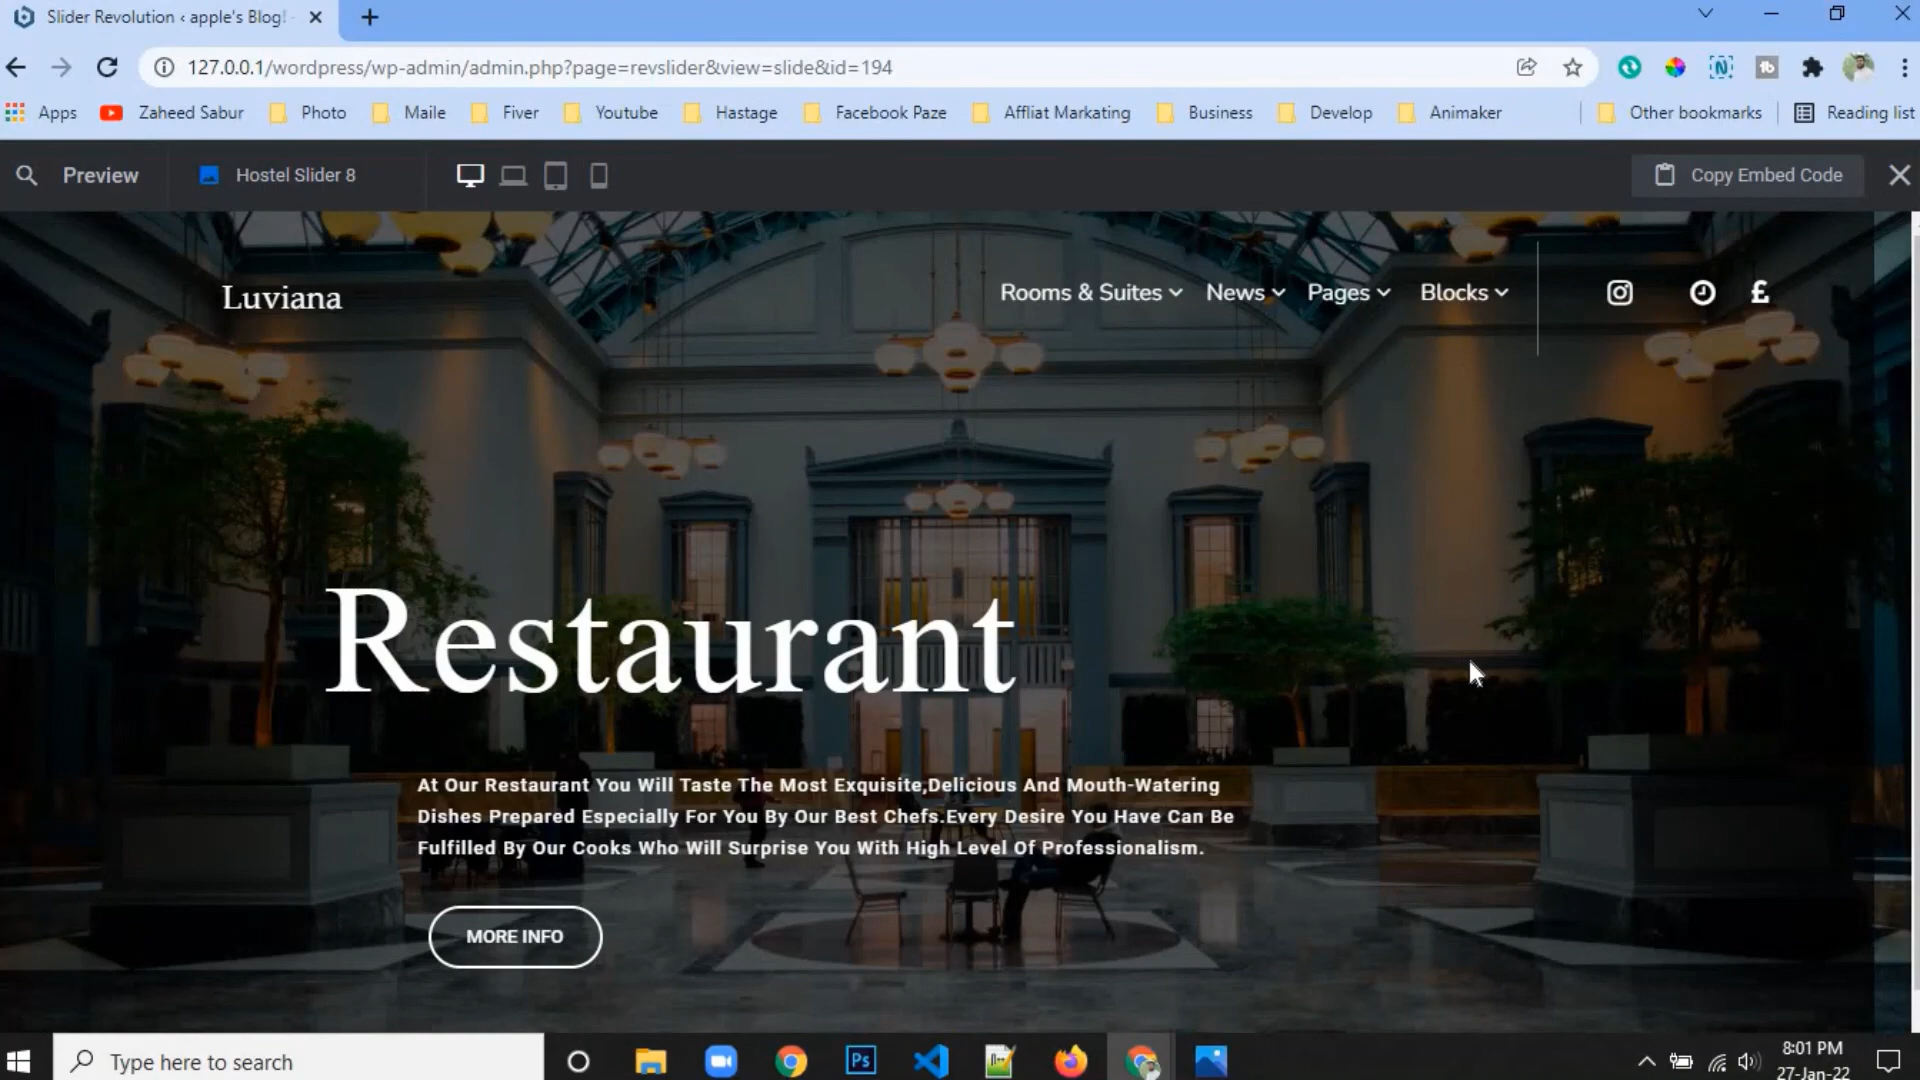 Slider Revolution ‹ apple's Blog! -
127.0.0.1/wordpress/wp-admin/admin.php?page=revslider&view=slide&id=194
Apps
Zaheed Sabur
Photo
Maile
Fiver
Youtube
Hastage
Facebook Paze
Affliat Markating
Business
Develop
Animaker
Other bookmarks
Reading list
Preview
Hostel Slider 8
Copy Embed Code
Luviana
Rooms & Suites
News
Pages
Blocks
£
Restaurant
At Our Restaurant You Will Taste The Most Exquisite,Delicious And Mouth-Watering
Dishes Prepared Especially For You By Our Best Chefs.Every Desire You Have Can Be
Fulfilled By Our Cooks Who Will Surprise You With High Level Of Professionalism.
MORE INFO
Type here to search
Ps
8:01 PM
27-Jan-22